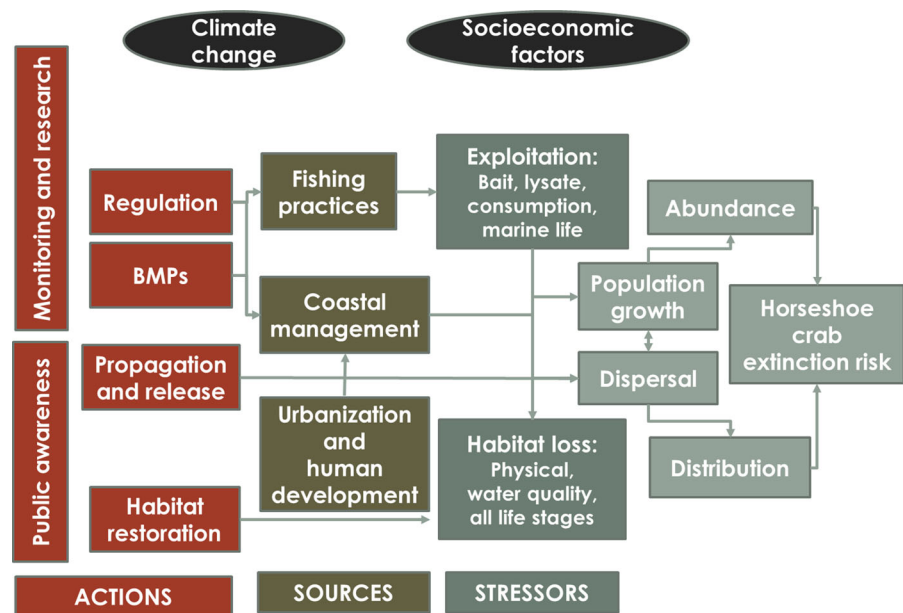 Climate
change
Socioeconomic
factors
Monitoring and research
Public awareness
Regulation
BMPs
Propagation
and release
Habitat
restoration
Fishing
practices
Coastal
management
Urbanization
and
human
development
Exploitation:
Bait, lysate,
consumption,
marine life
Habitat loss:
Physical,
water quality,
all life stages
Population
growth
Dispersal
Abundance
Distribution
Horseshoe
crab
extinction risk
ACTIONS
SOURCES
STRESSORS